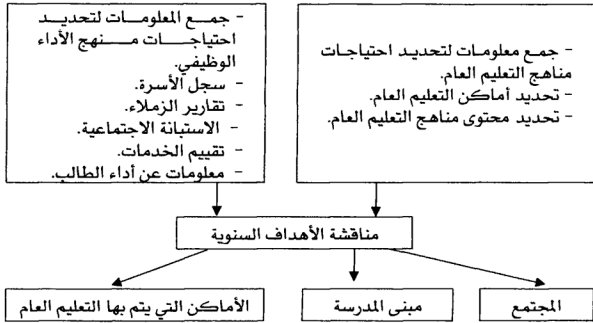 - جمع معلومات لتحديد احتياجات
مناهج التعليم العام.
- تحديد أماكن التعليم العام.
- تحديد محتوى مناهج التعليم العام.
- جمع المعلومات لتحديد
احتياجات منهج الأداء
الوظيفي.
- سجل الأسرة.
- تقارير الزملاء.
- الاستبانة الاجتماعية.
- تقييم الخدمات.
- معلومات عن أداء الطالب.
مناقشة الأهداف السنوية
المجتمع
مبنى المدرسة
الأماكن التي يتم بها التعليم العام